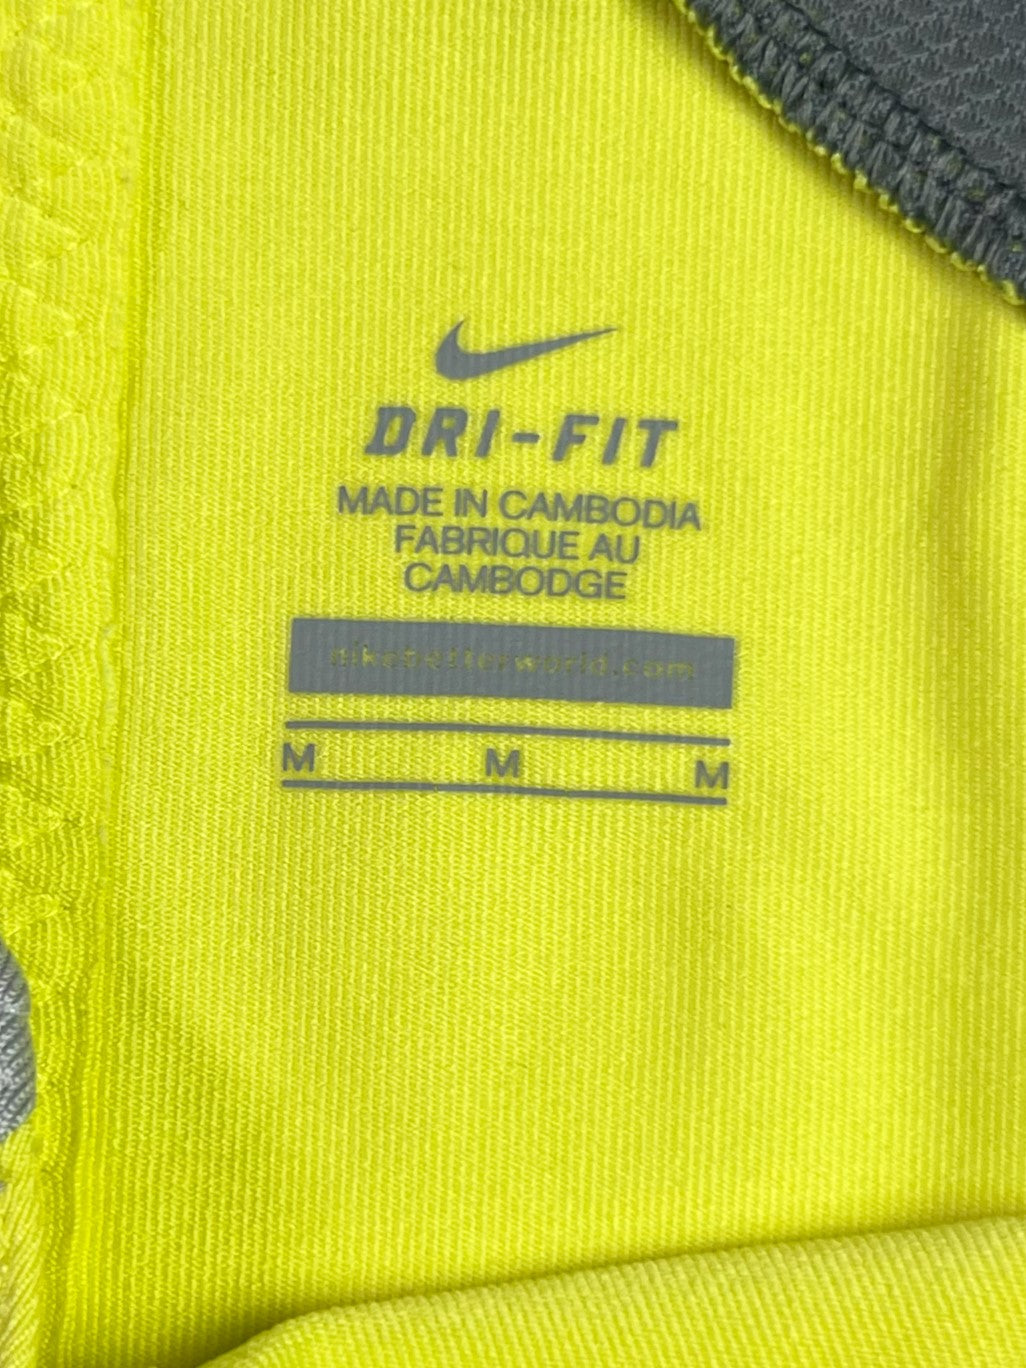 DRI-FIT
MADE IN CAMBODIA
FABRIQUE AU
CAMBODGE
nikebetterworld.com
M M M